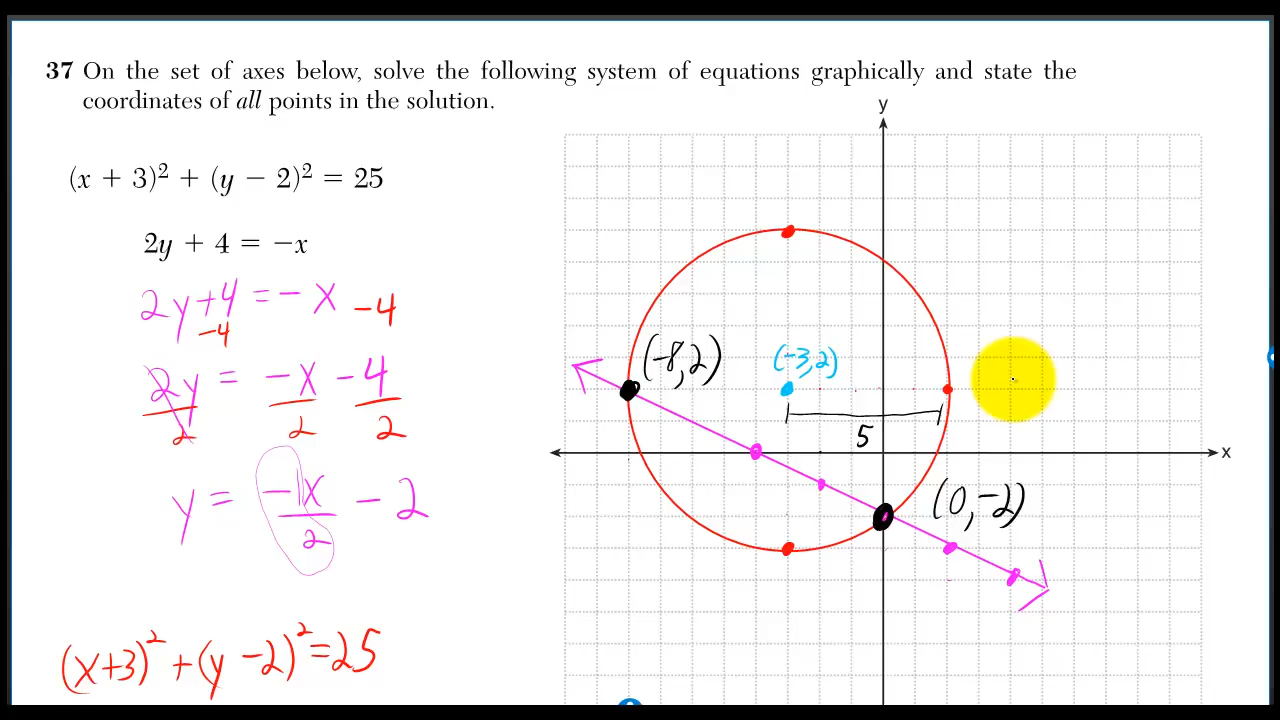 37 On the set of axes below, solve the following system of equations graphically and state the
coordinates of all points in the solution.
(x + 3)² + (y − 2)² = 25
2y + 4 = −x
2y+4 = −x −4
−4
2y = −x − 4
2 2 2
y = −1x − 2
2
(x+3)² + (y −2)² = 25
y
(−8,2)
(−3,2)
5
x
(0,−2)